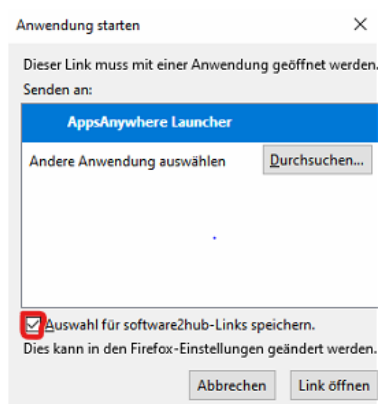 Anwendung starten
Dieser Link muss mit einer Anwendung geöffnet werden.
Senden an:
AppsAnywhere Launcher
Andere Anwendung auswählen Durchsuchen...
Auswahl für software2hub-Links speichern.
Dies kann in den Firefox-Einstellungen geändert werden.
Abbrechen Link öffnen